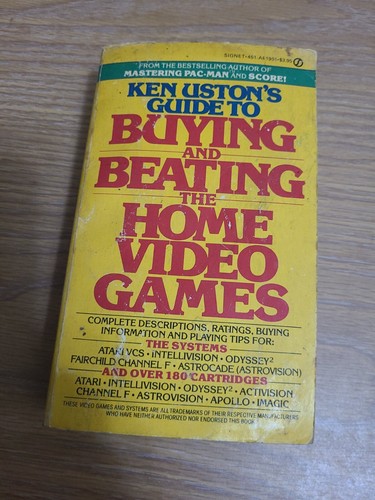 SIGNET • 451-AE1901 • $2.95
FROM THE BESTSELLING AUTHOR OF
MASTERING PAC-MAN AND SCORE!
KEN USTON'S
GUIDE TO
BUYING
AND
BEATING
THE
HOME
VIDEO
GAMES
COMPLETE DESCRIPTIONS, RATINGS, BUYING
INFORMATION AND PLAYING TIPS FOR:
THE SYSTEMS
ATARI VCS • INTELLIVISION • ODYSSEY²
FAIRCHILD CHANNEL F • ASTROCADE (ASTROVISION)
AND OVER 180 CARTRIDGES
ATARI • INTELLIVISION • ODYSSEY² • ACTIVISION
CHANNEL F • ASTROVISION • APOLLO • IMAGIC
THESE VIDEO GAMES AND SYSTEMS ARE ALL TRADEMARKS OF THEIR RESPECTIVE MANUFACTURERS
WHO HAVE NEITHER AUTHORIZED NOR ENDORSED THIS BOOK.